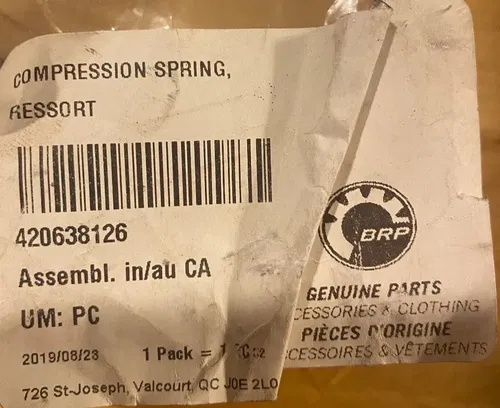 COMPRESSION SPRING,
RESSORT
420638126
Assembl. in/au CA
UM: PC
2019/08/23 1 Pack = 1
726 St-Joseph, Valcourt, QC J0E 2L0
BRP
GENUINE PARTS
CCESSORIES & CLOTHING
PIÈCES D'ORIGINE
CCESSOIRES & VÊTEMENTS